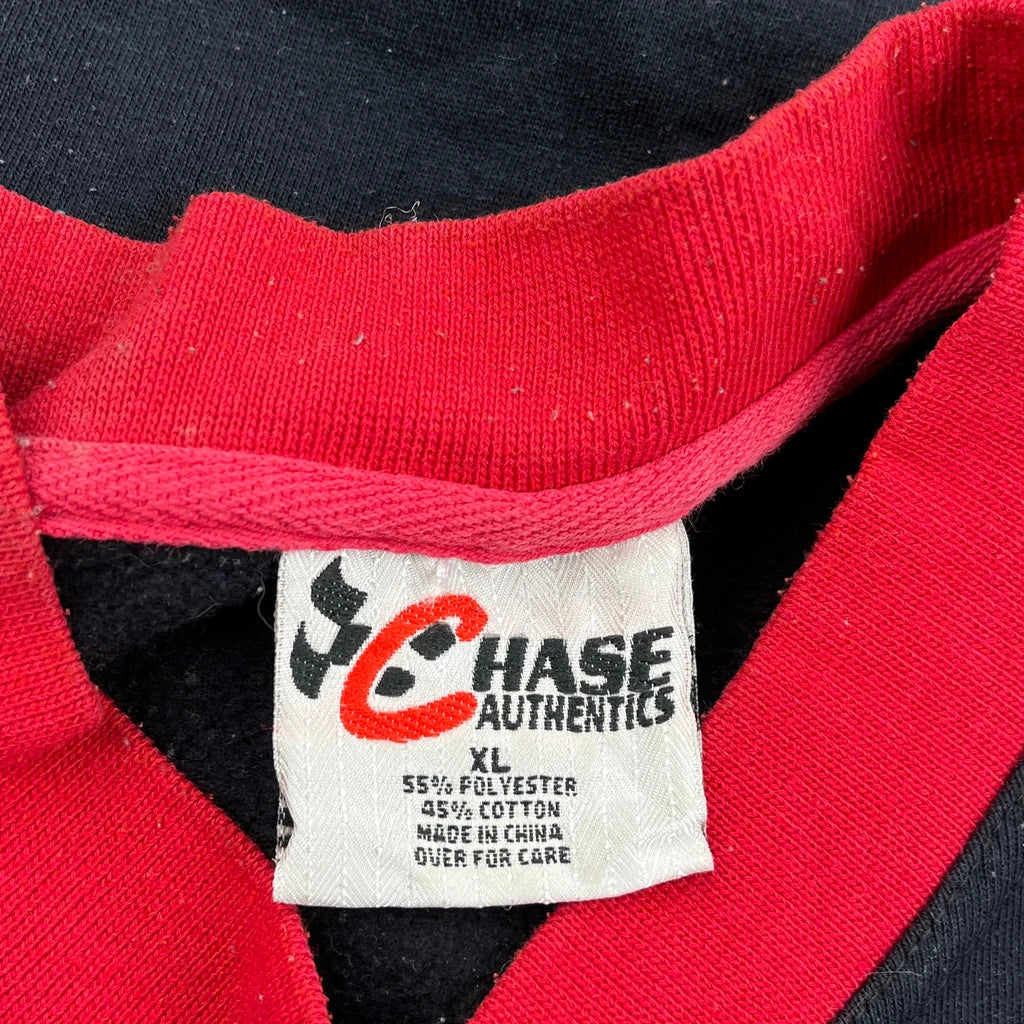 CHASE
AUTHENTICS
XL
55% POLYESTER
45% COTTON
MADE IN CHINA
OVER FOR CARE